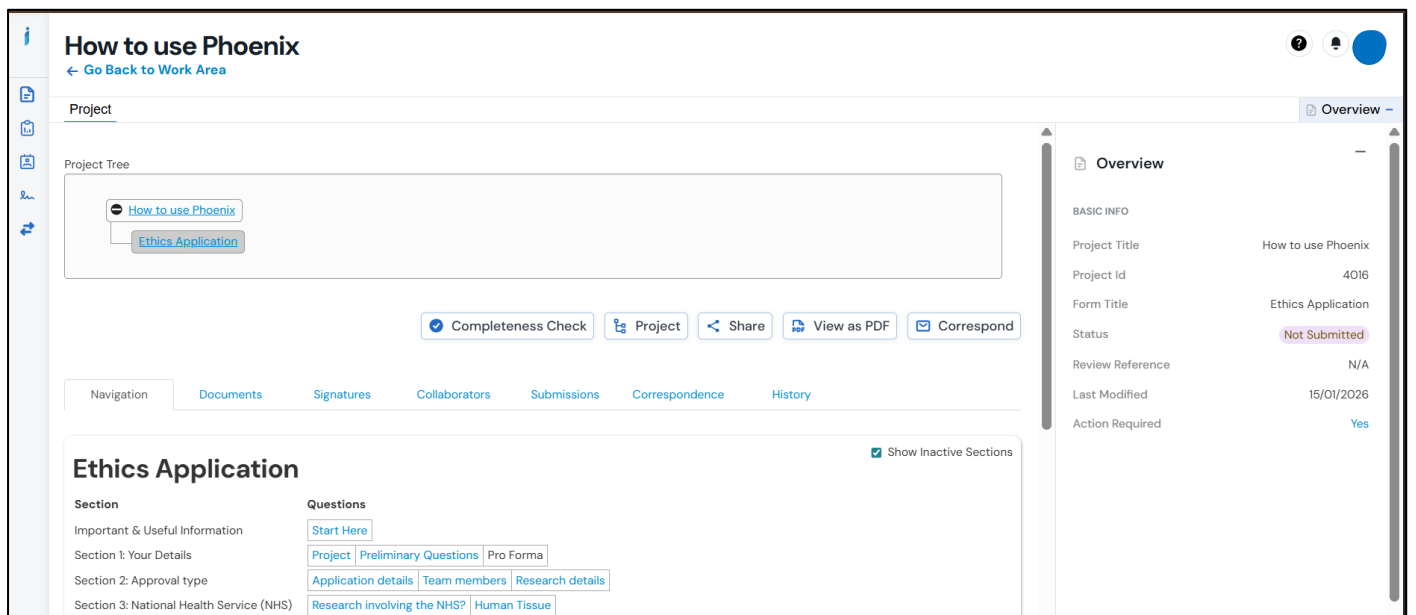 How to use Phoenix
← Go Back to Work Area
Project
Overview –
Project Tree
How to use Phoenix
Ethics Application
Completeness Check
Project
Share
PDF View as PDF
Correspond
Navigation
Documents
Signatures
Collaborators
Submissions
Correspondence
History
Ethics Application
Show Inactive Sections
Section Questions
Important & Useful Information Start Here
Section 1: Your Details Project Preliminary Questions Pro Forma
Section 2: Approval type Application details Team members Research details
Section 3: National Health Service (NHS) Research involving the NHS? Human Tissue
Overview
BASIC INFO
Project Title How to use Phoenix
Project Id 4016
Form Title Ethics Application
Status Not Submitted
Review Reference N/A
Last Modified 15/01/2026
Action Required Yes